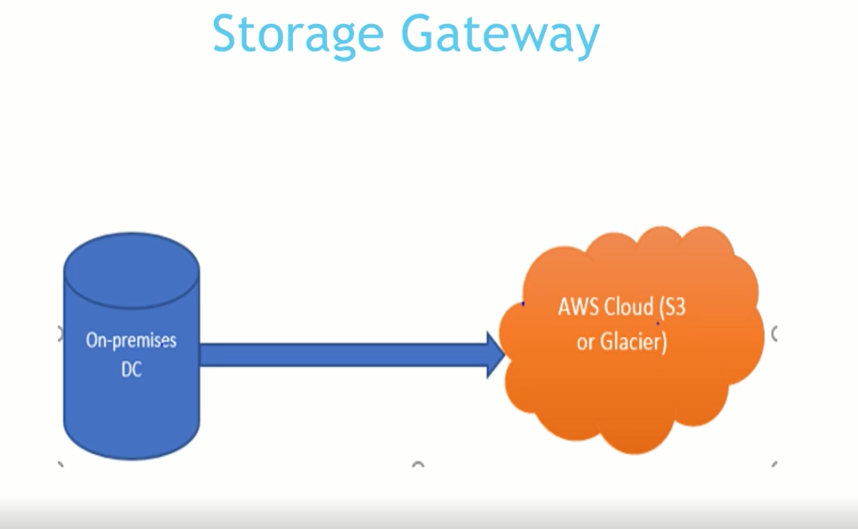 Storage Gateway
On-premises
DC
AWS Cloud (S3
or Glacier)